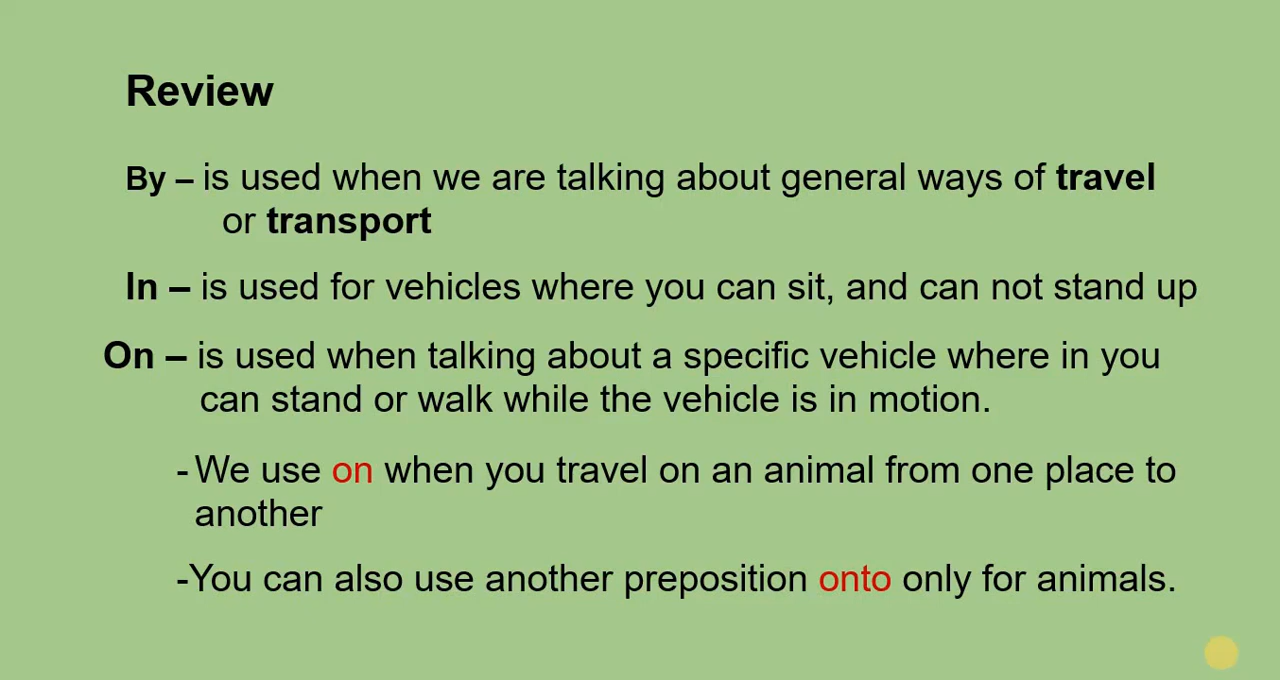 Review
By – is used when we are talking about general ways of travel
or transport
In – is used for vehicles where you can sit, and can not stand up
On – is used when talking about a specific vehicle where in you
can stand or walk while the vehicle is in motion.
- We use on when you travel on an animal from one place to
another
-You can also use another preposition onto only for animals.